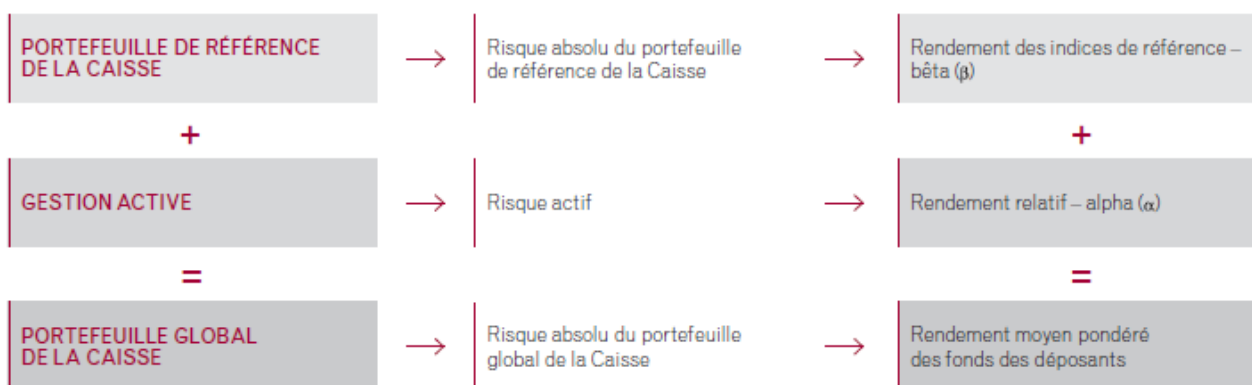 PORTEFEUILLE DE RÉFÉRENCE
DE LA CAISSE
→
Risque absolu du portefeuille
de référence de la Caisse
→
Rendement des indices de référence –
bêta (β)
+
+
GESTION ACTIVE
→
Risque actif
→
Rendement relatif – alpha (α)
=
=
PORTEFEUILLE GLOBAL
DE LA CAISSE
→
Risque absolu du portefeuille
global de la Caisse
→
Rendement moyen pondéré
des fonds des déposants